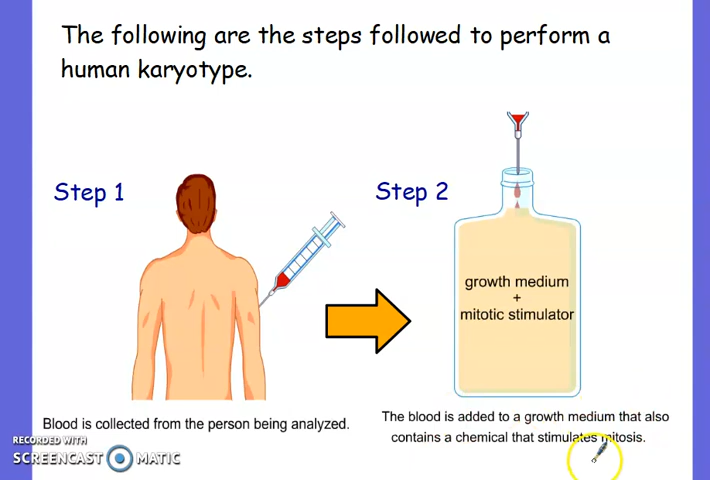 The following are the steps followed to perform a
human karyotype.
Step 1
Step 2
growth medium
+
mitotic stimulator
Blood is collected from the person being analyzed.
The blood is added to a growth medium that also
contains a chemical that stimulates mitosis.
RECORDED WITH
SCREENCAST MATIC